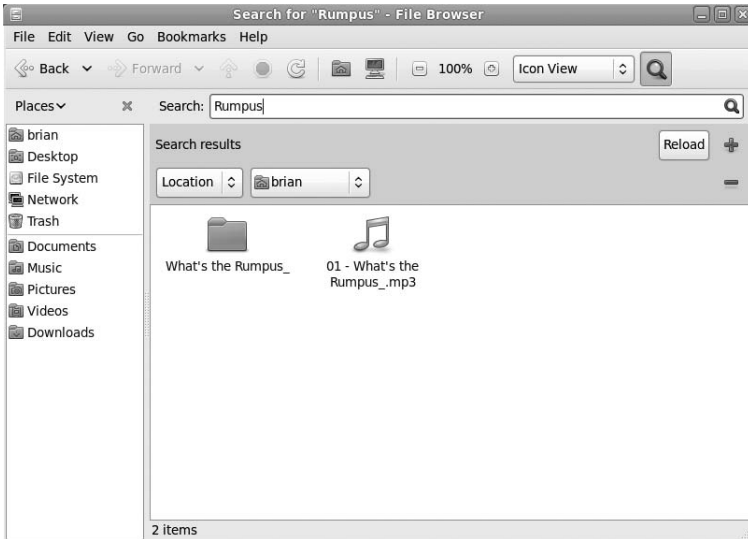 Search for "Rumpus" - File Browser
File Edit View Go Bookmarks Help
Back Forward 100% Icon View
Places Search: Rumpus
brian
Desktop
File System
Network
Trash
Documents
Music
Pictures
Videos
Downloads
Search results Reload
Location brian
What's the Rumpus_
01 - What's the
Rumpus_.mp3
2 items